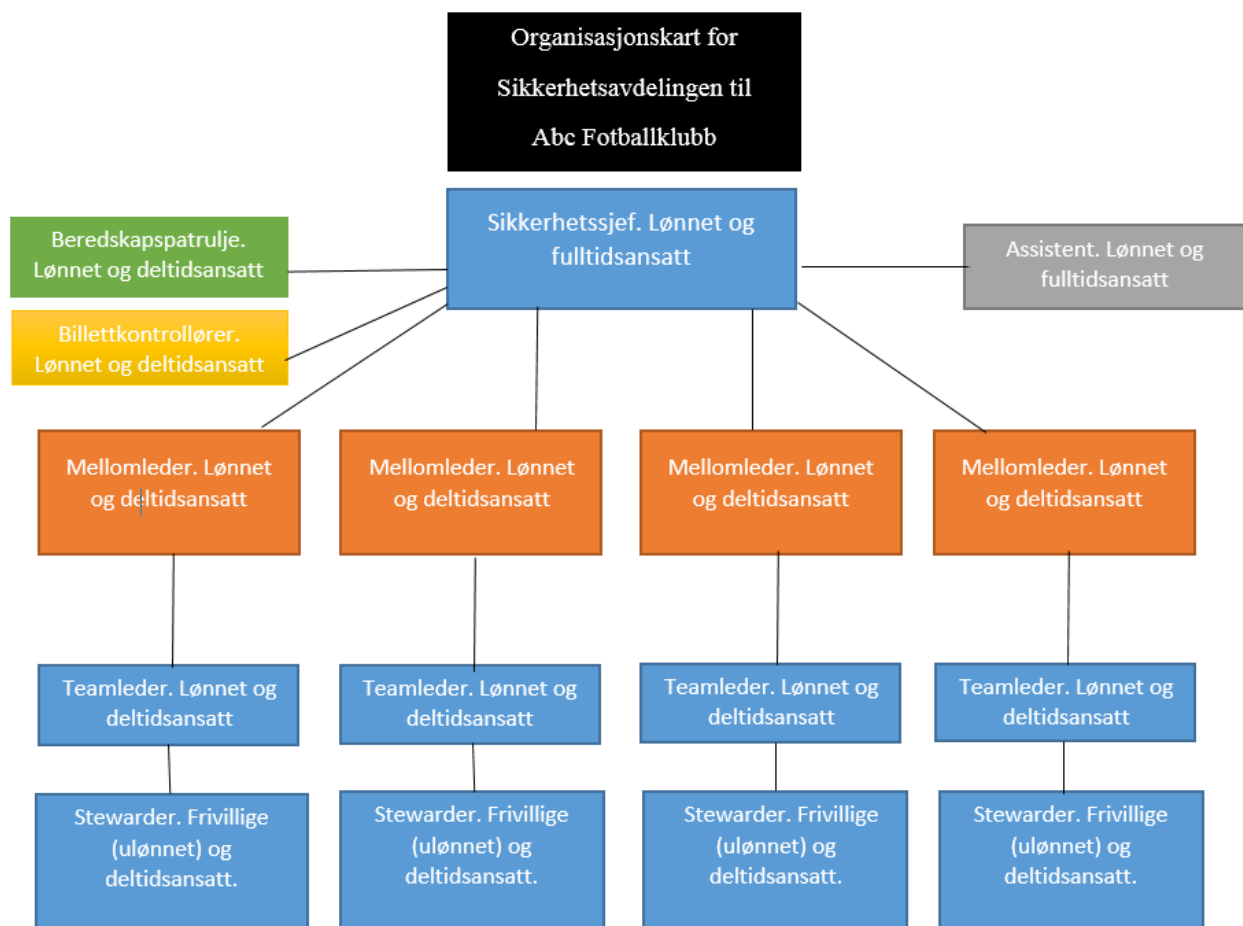 Organisasjonskart for
Sikkerhetsavdelingen til
Abc Fotballklubb
Sikkerhetssjef. Lønnet og
fulltidsansatt
Beredskapspatrulje.
Lønnet og deltidsansatt
Assistent. Lønnet og
fulltidsansatt
Billettkontrollører.
Lønnet og deltidsansatt
Mellomleder. Lønnet
og deltidsansatt
Mellomleder. Lønnet
og deltidsansatt
Mellomleder. Lønnet
og deltidsansatt
Mellomleder. Lønnet
og deltidsansatt
Teamleder. Lønnet og
deltidsansatt
Teamleder. Lønnet og
deltidsansatt
Teamleder. Lønnet og
deltidsansatt
Teamleder. Lønnet og
deltidsansatt
Stewarder. Frivillige
(ulønnet) og
deltidsansatt.
Stewarder. Frivillige
(ulønnet) og
deltidsansatt.
Stewarder. Frivillige
(ulønnet) og
deltidsansatt.
Stewarder. Frivillige
(ulønnet) og
deltidsansatt.